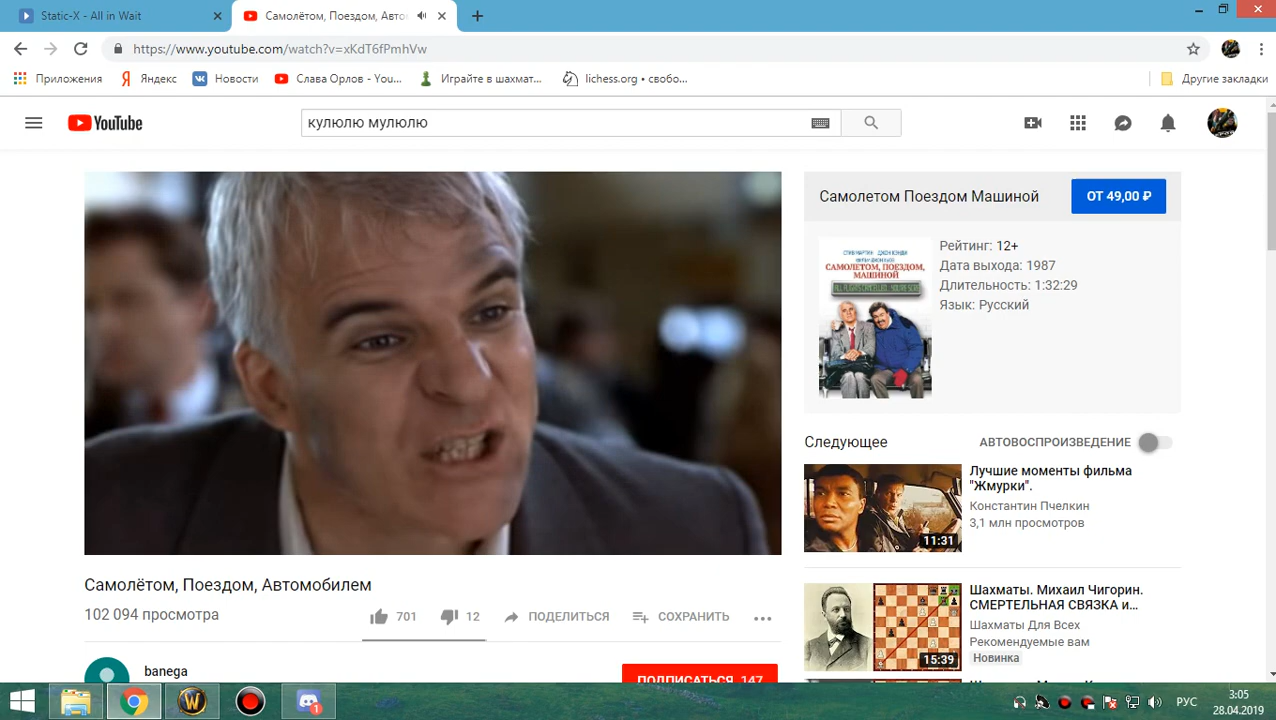 Static-X - All in Wait
Самолётом, Поездом, Авто
https://www.youtube.com/watch?v=xKdT6fPmhVw
Приложения
Яндекс
Новости
Слава Орлов - You...
Играйте в шахмат...
lichess.org • свобо...
Другие закладки
YouTube
кулюлю мулюлю
Самолетом Поездом Машиной
ОТ 49,00 ₽
Рейтинг: 12+
Дата выхода: 1987
Длительность: 1:32:29
Язык: Русский
СТИВ МАРТИН ДЖОН КЭНДИ
САМОЛЕТОМ, ПОЕЗДОМ,
МАШИНОЙ
Следующее
АВТОВОСПРОИЗВЕДЕНИЕ
Лучшие моменты фильма
"Жмурки".
Константин Пчелкин
3,1 млн просмотров
11:31
Самолётом, Поездом, Автомобилем
102 094 просмотра
701
12
ПОДЕЛИТЬСЯ
СОХРАНИТЬ
Шахматы. Михаил Чигорин.
СМЕРТЕЛЬНАЯ СВЯЗКА и...
Шахматы Для Всех
Рекомендуемые вам
Новинка
15:39
banega
ПОДПИСАТЬСЯ 147
1
РУС
3:05
28.04.2019